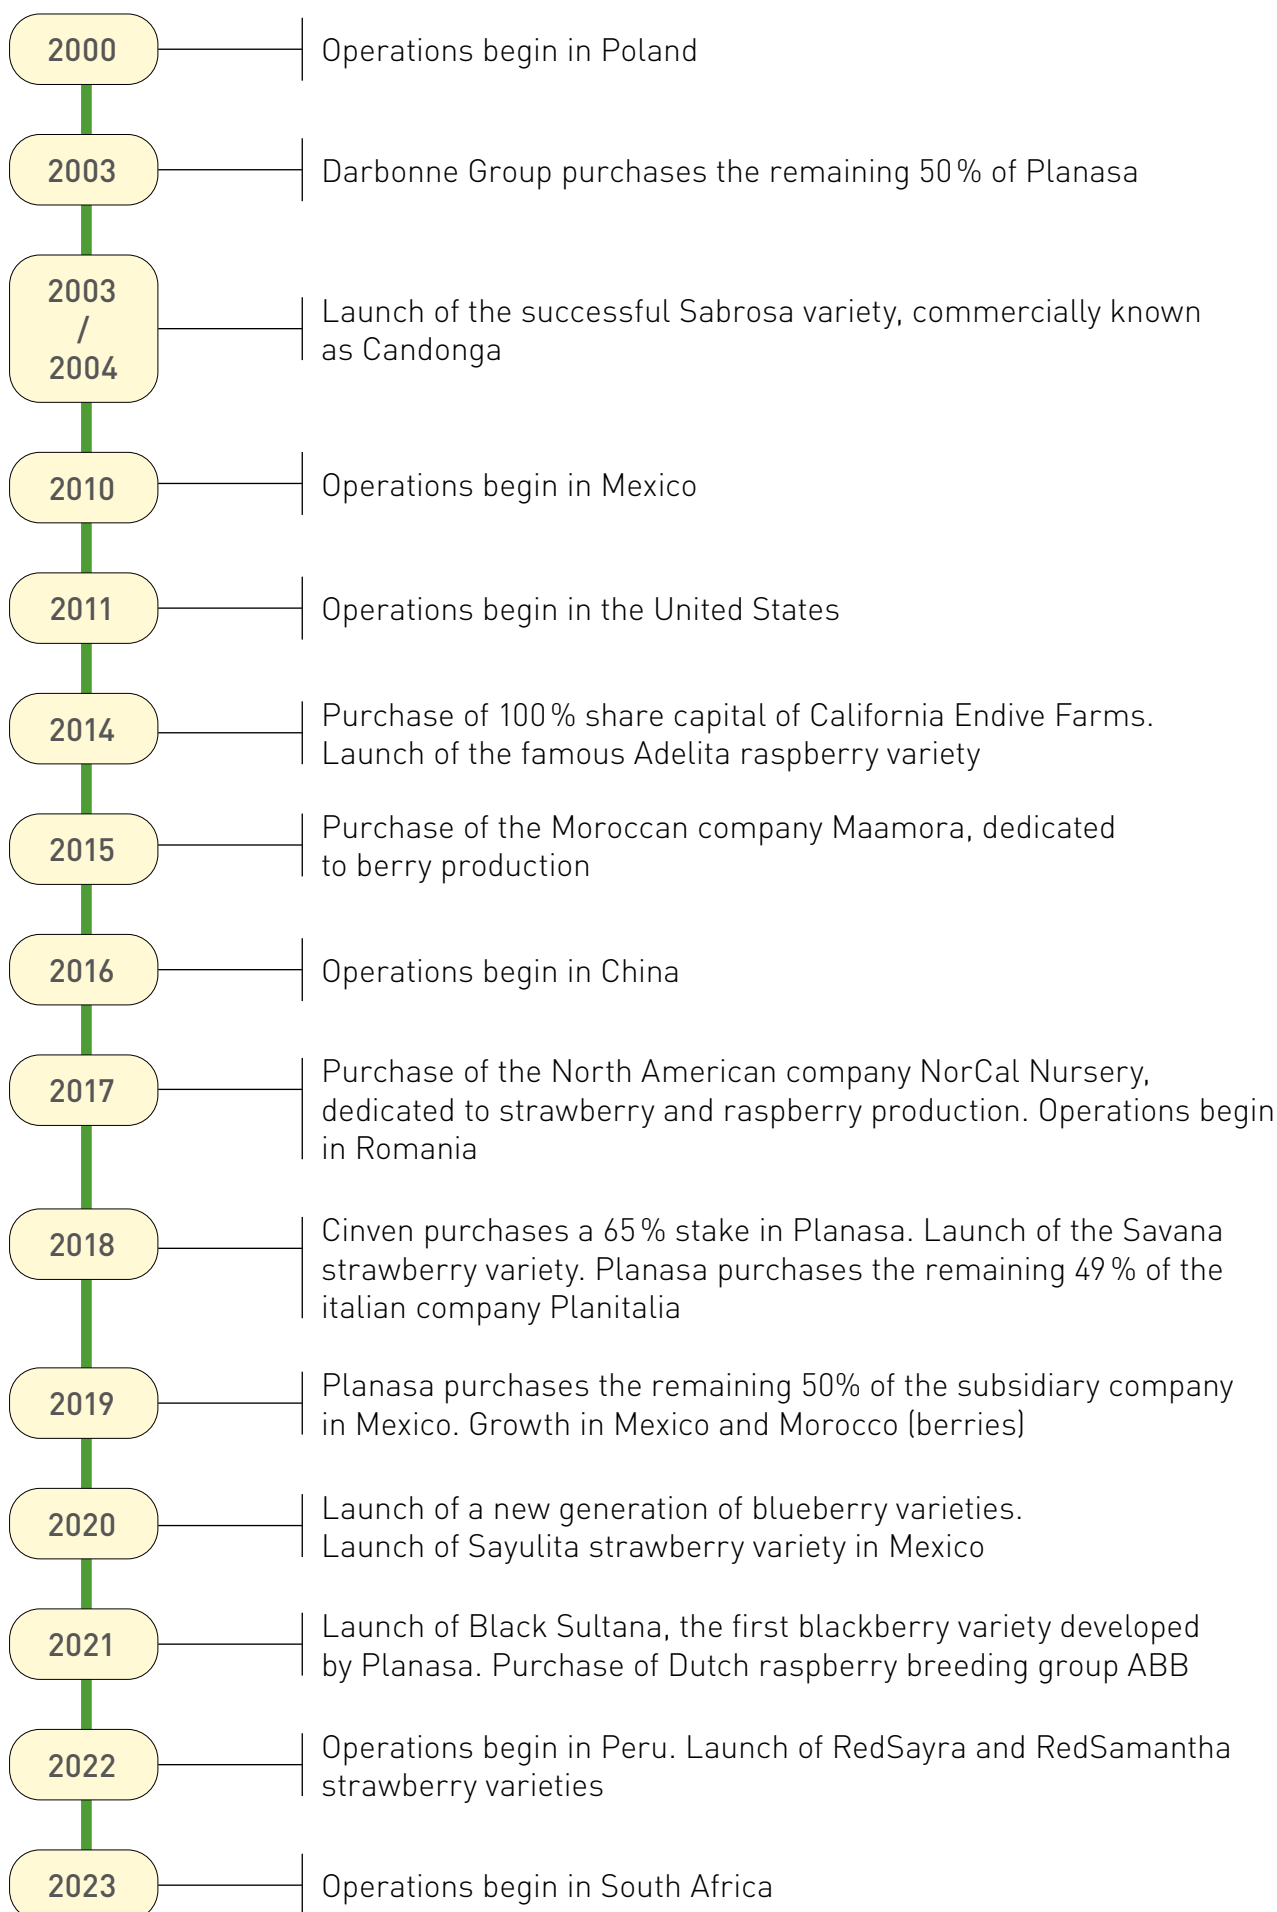 2000
Operations begin in Poland
2003
Darbonne Group purchases the remaining 50% of Planasa
2003
/
2004
Launch of the successful Sabrosa variety, commercially known
as Candonga
2010
Operations begin in Mexico
2011
Operations begin in the United States
2014
Purchase of 100% share capital of California Endive Farms.
Launch of the famous Adelita raspberry variety
2015
Purchase of the Moroccan company Maamora, dedicated
to berry production
2016
Operations begin in China
2017
Purchase of the North American company NorCal Nursery,
dedicated to strawberry and raspberry production. Operations begin
in Romania
2018
Cinven purchases a 65% stake in Planasa. Launch of the Savana
strawberry variety. Planasa purchases the remaining 49% of the
italian company Planitalia
2019
Planasa purchases the remaining 50% of the subsidiary company
in Mexico. Growth in Mexico and Morocco (berries)
2020
Launch of a new generation of blueberry varieties.
Launch of Sayulita strawberry variety in Mexico
2021
Launch of Black Sultana, the first blackberry variety developed
by Planasa. Purchase of Dutch raspberry breeding group ABB
2022
Operations begin in Peru. Launch of RedSayra and RedSamantha
strawberry varieties
2023
Operations begin in South Africa